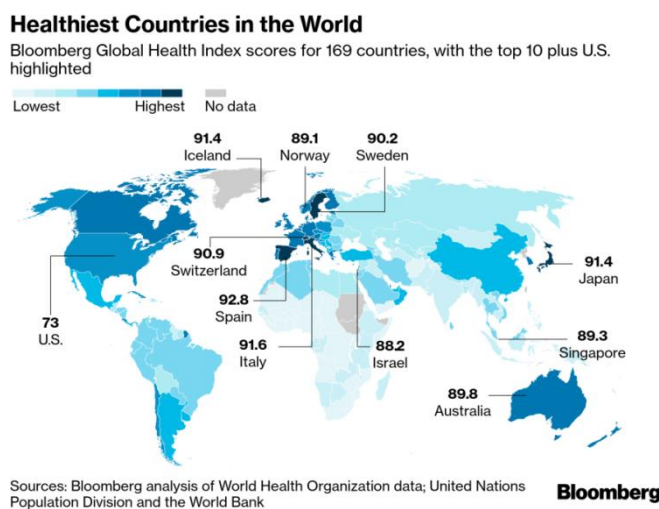 Healthiest Countries in the World
Bloomberg Global Health Index scores for 169 countries, with the top 10 plus U.S.
highlighted
Lowest Highest No data
91.4
Iceland
89.1
Norway
90.2
Sweden
90.9
Switzerland
91.4
Japan
92.8
Spain
73
U.S.
91.6
Italy
88.2
Israel
89.3
Singapore
89.8
Australia
Sources: Bloomberg analysis of World Health Organization data; United Nations
Population Division and the World Bank
Bloomberg